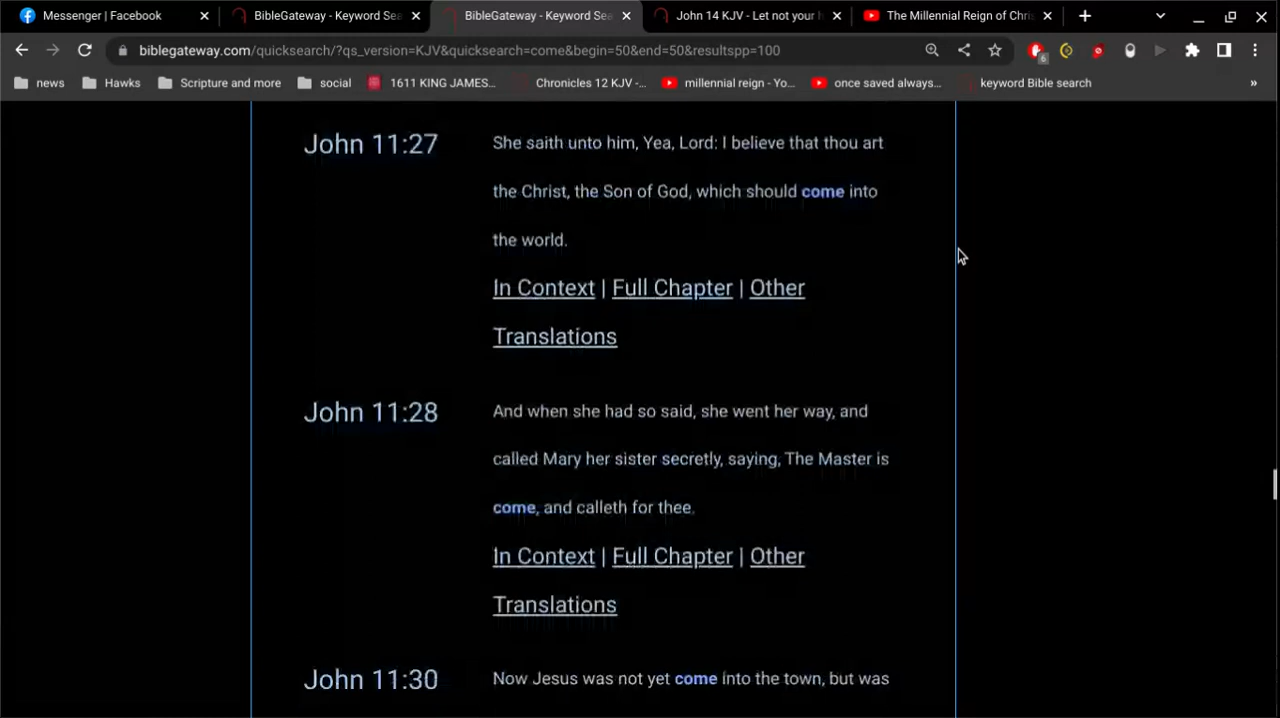 Messenger | Facebook
BibleGateway - Keyword Sea
BibleGateway - Keyword Sea
John 14 KJV - Let not your h
The Millennial Reign of Chris
biblegateway.com/quicksearch/?qs_version=KJV&quicksearch=come&begin=50&end=50&resultspp=100
6
news
Hawks
Scripture and more
social
1611 KING JAMES...
Chronicles 12 KJV -...
millennial reign - Yo...
once saved always...
keyword Bible search
»
John 11:27
She saith unto him, Yea, Lord: I believe that thou art
the Christ, the Son of God, which should come into
the world.
In Context | Full Chapter | Other
Translations
John 11:28
And when she had so said, she went her way, and
called Mary her sister secretly, saying, The Master is
come, and calleth for thee.
In Context | Full Chapter | Other
Translations
John 11:30
Now Jesus was not yet come into the town, but was